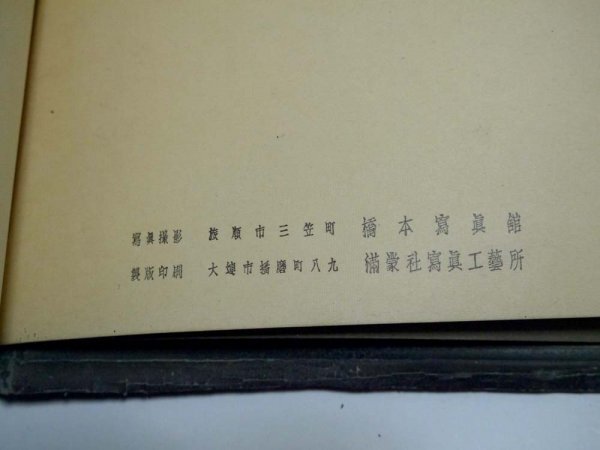 寫眞撮影 旅順市三笠町 橋本寫眞館
製版印刷 大連市播磨町八九 滿蒙社寫眞工藝所